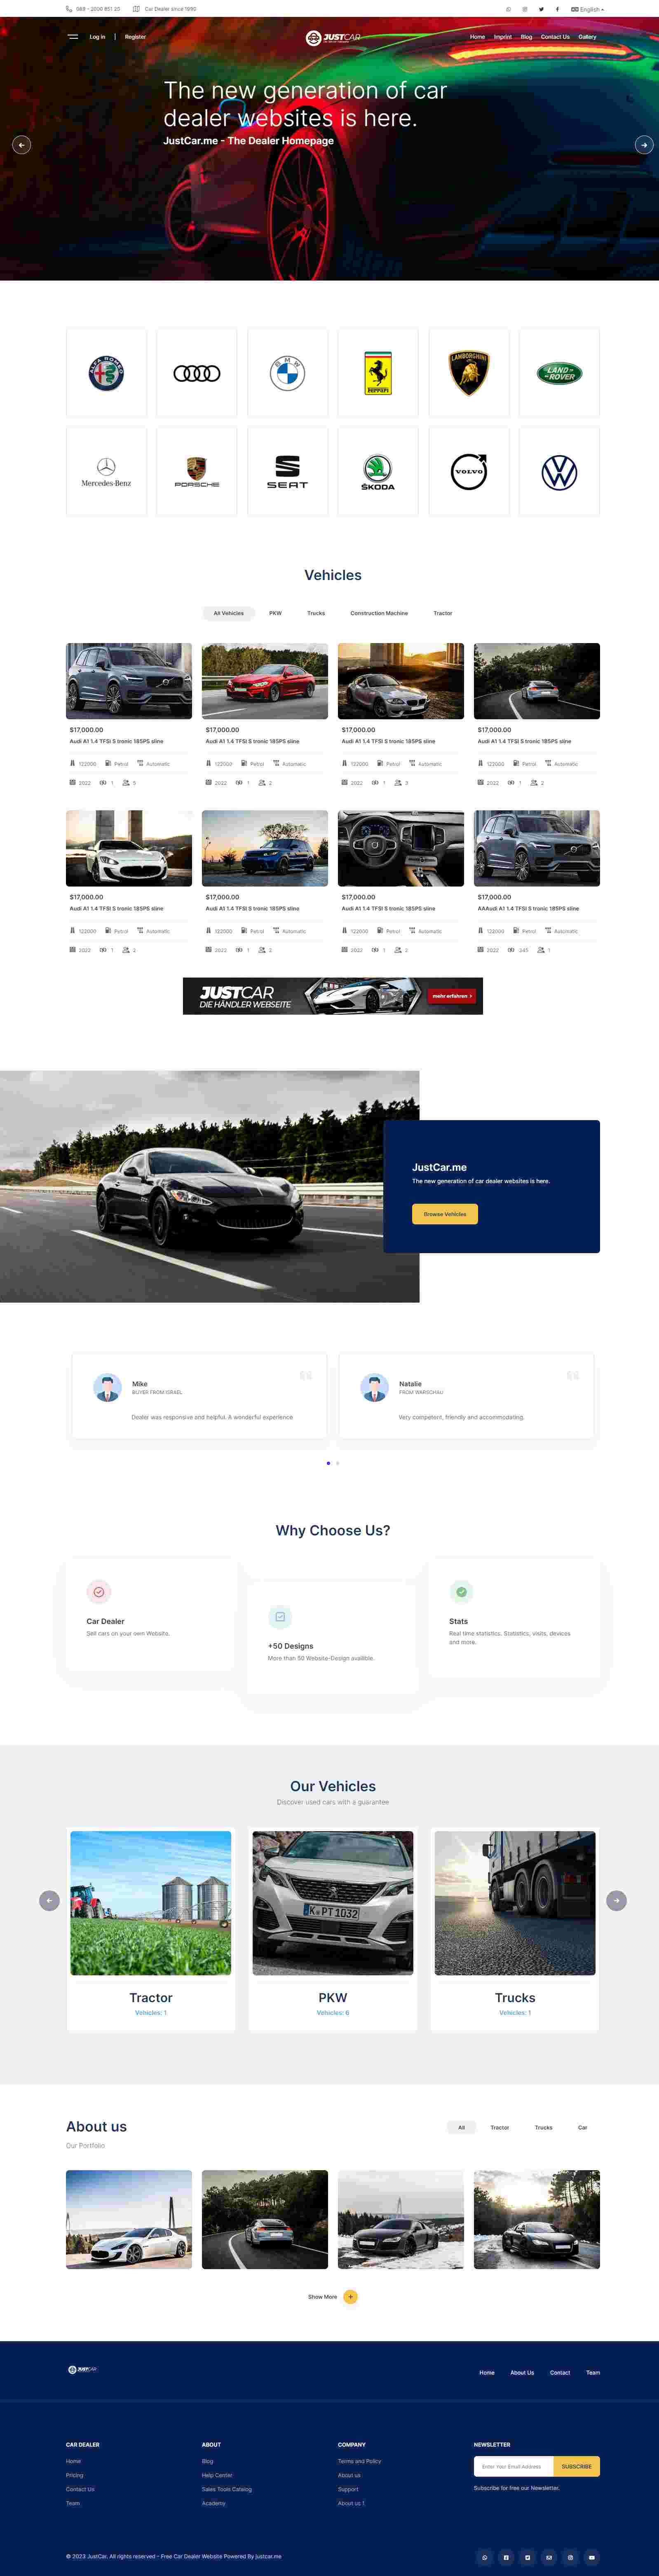 089 - 2000 851 20
Car Dealer since 1990
English
Log in
Register
JUSTCAR
Home
Imprint
Blog
Contact Us
Gallery
The new generation of car
dealer websites is here.
JustCar.me - The Dealer Homepage
ALFA ROMEO
BMW
Ferrari
LAMBORGHINI
LAND ROVER
Mercedes-Benz
PORSCHE
SEAT
ŠKODA
VOLVO
Vehicles
All Vehicles
PKW
Trucks
Construction Machine
Tractor
$17,000.00
Audi A1 1.4 TFSI S tronic 185PS sline
122000 Petrol Automatic
2022 1 5
$17,000.00
Audi A1 1.4 TFSI S tronic 185PS sline
122000 Petrol Automatic
2022 1 2
$17,000.00
Audi A1 1.4 TFSI S tronic 185PS sline
122000 Petrol Automatic
2022 1 2
$17,000.00
Audi A1 1.4 TFSI S tronic 185PS sline
122000 Petrol Automatic
2022 1 2
$17,000.00
Audi A1 1.4 TFSI S tronic 185PS sline
122000 Petrol Automatic
2022 1 2
$17,000.00
Audi A1 1.4 TFSI S tronic 185PS sline
122000 Petrol Automatic
2022 1 2
$17,000.00
Audi A1 1.4 TFSI S tronic 185PS sline
122000 Petrol Automatic
2022 1 2
$17,000.00
AAAudi A1 1.4 TFSI S tronic 185PS sline
122000 Petrol Automatic
2022 245 1
JUSTCAR
DIE HÄNDLER WEBSEITE
mehr erfahren >
JustCar.me
The new generation of car dealer websites is here.
Browse Vehicles
Mike
BUYER FROM ISRAEL
Dealer was responsive and helpful. A wonderful experience
Natalie
FROM WARSCHAU
Very competent, friendly and accommodating.
Why Choose Us?
Car Dealer
Sell cars on your own Website.
+50 Designs
More than 50 Website-Design availible.
Stats
Real time statistics. Statistics, visits, devices
and more.
Our Vehicles
Discover used cars with a guarantee
K PT 1032
Tractor
Vehicles: 1
PKW
Vehicles: 6
Trucks
Vehicles: 1
About us
Our Portfolio
All
Tractor
Trucks
Car
Show More
JUSTCAR
Home
About Us
Contact
Team
CAR DEALER
Home
Pricing
Contact Us
Team
ABOUT
Blog
Help Center
Sales Tools Catalog
Academy
COMPANY
Terms and Policy
About us
Support
About us 1
NEWSLETTER
Enter Your Email Address
SUBSCRIBE
Subscribe for free our Newsletter.
© 2023 JustCar. All rights reserved - Free Car Dealer Website Powered By justcar.me